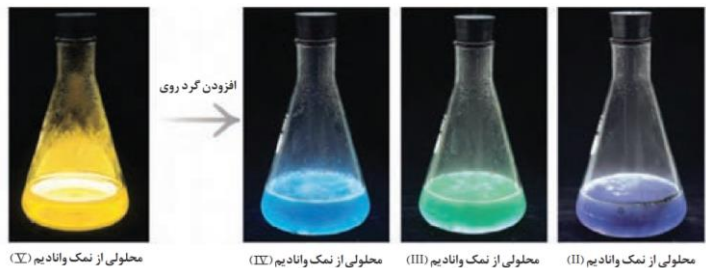 افزودن گرد روی
محلولی از نمک وانادیم (V)
محلولی از نمک وانادیم (IV)
محلولی از نمک وانادیم (III)
محلولی از نمک وانادیم (II)